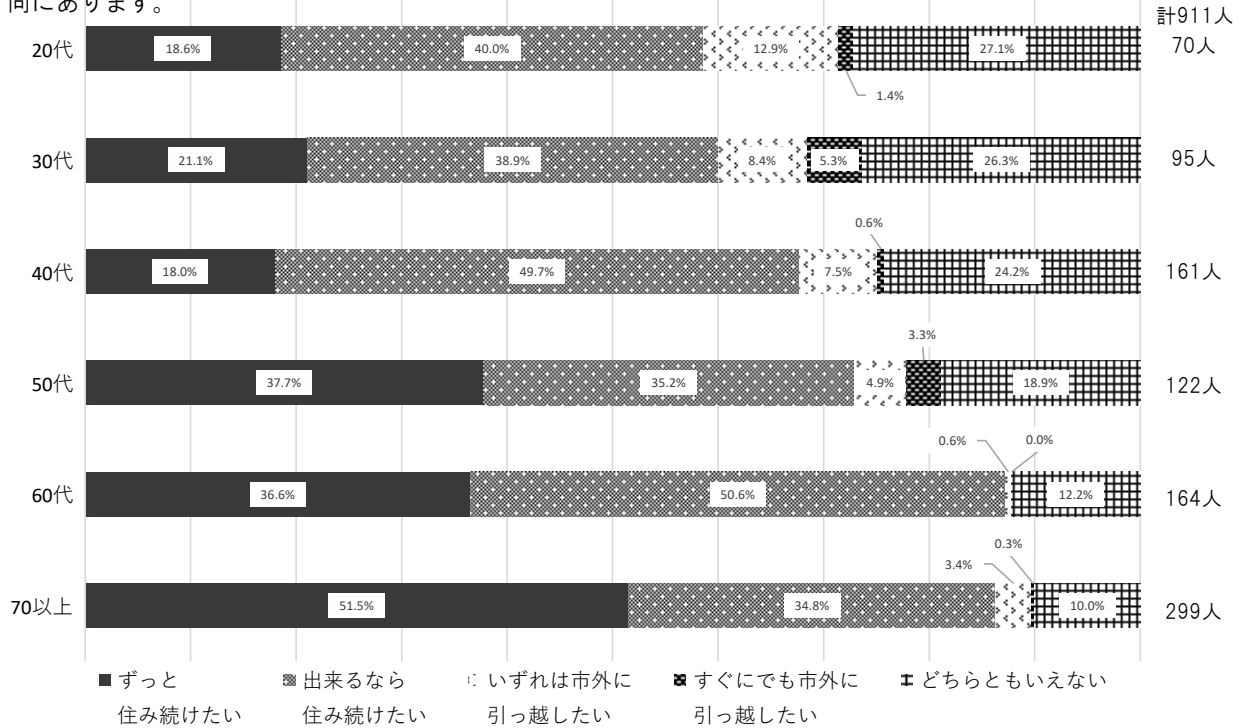 向にあります。
計911人
20代 18.6% 40.0% 12.9% 27.1% 70人
1.4%
30代 21.1% 38.9% 8.4% 5.3% 26.3% 95人
0.6%
40代 18.0% 49.7% 7.5% 24.2% 161人
3.3%
50代 37.7% 35.2% 4.9% 18.9% 122人
0.6% 0.0%
60代 36.6% 50.6% 12.2% 164人
0.3%
3.4%
70以上 51.5% 34.8% 10.0% 299人
ずっと 出来るなら いずれは市外に すぐにでも市外に どちらともいえない
住み続けたい 住み続けたい 引っ越したい 引っ越したい